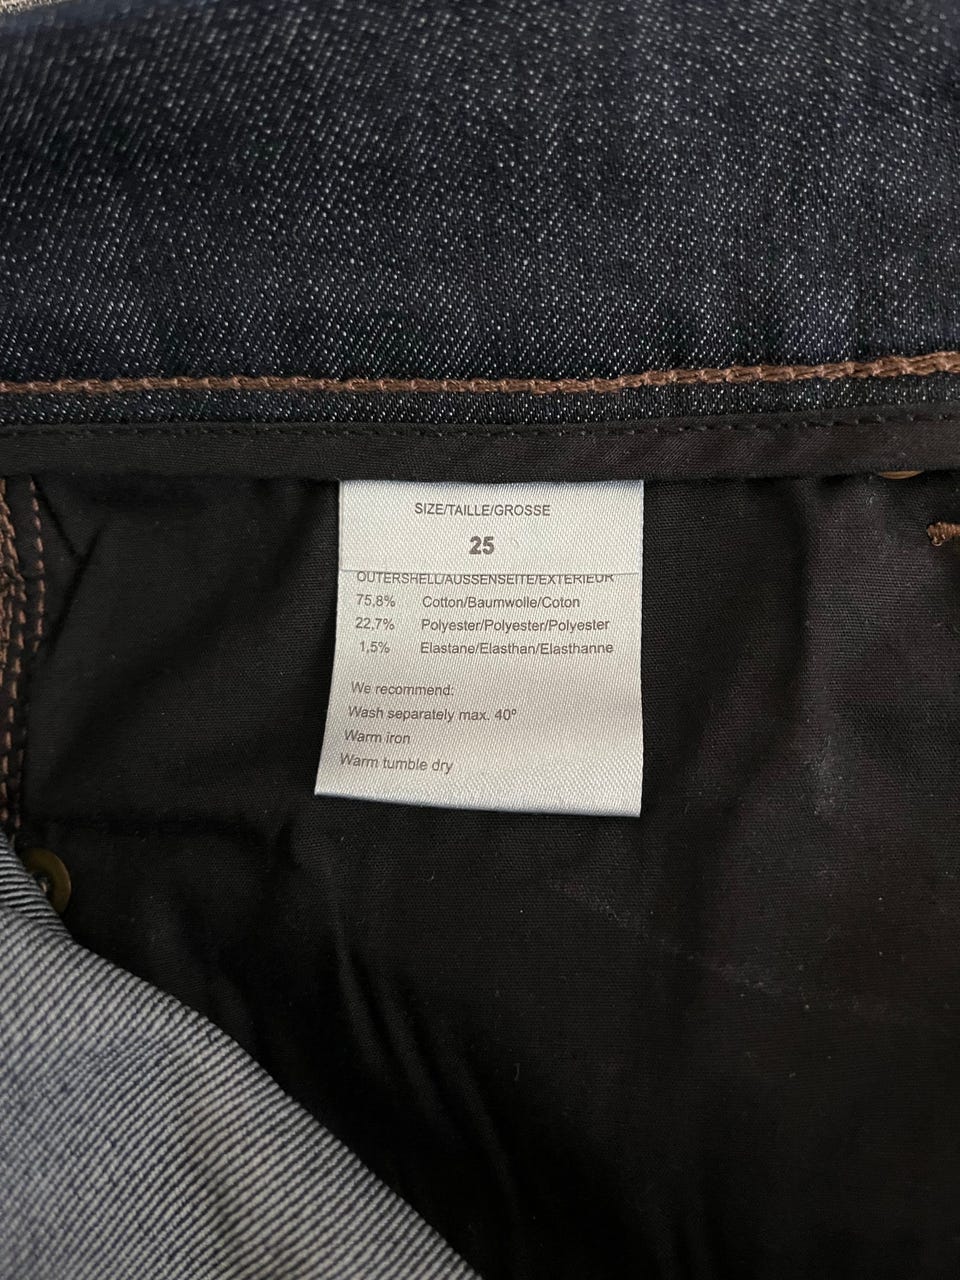 SIZE/TAILLE/GROSSE
25
OUTERSHELL/AUSSENSEITE/EXTERIEUR
75,8% Cotton/Baumwolle/Coton
22,7% Polyester/Polyester/Polyester
1,5% Elastane/Elasthan/Elasthanne
We recommend:
Wash separately max. 40º
Warm iron
Warm tumble dry